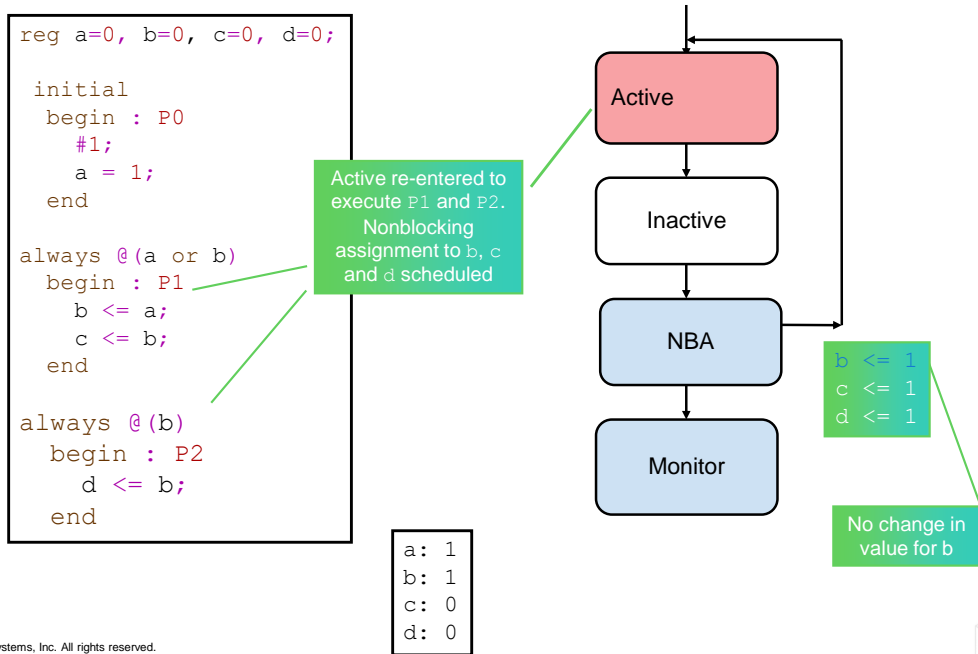 reg a=0, b=0, c=0, d=0;
initial
begin : P0
#1;
a = 1;
end
always @(a or b)
begin : P1
b <= a;
c <= b;
end
always @(b)
begin : P2
d <= b;
end
Active re-entered to
execute P1 and P2.
Nonblocking
assignment to b, c
and d scheduled
Active
Inactive
NBA
Monitor
b <= 1
c <= 1
d <= 1
No change in
value for b
a: 1
b: 1
c: 0
d: 0
ystems, Inc. All rights reserved.